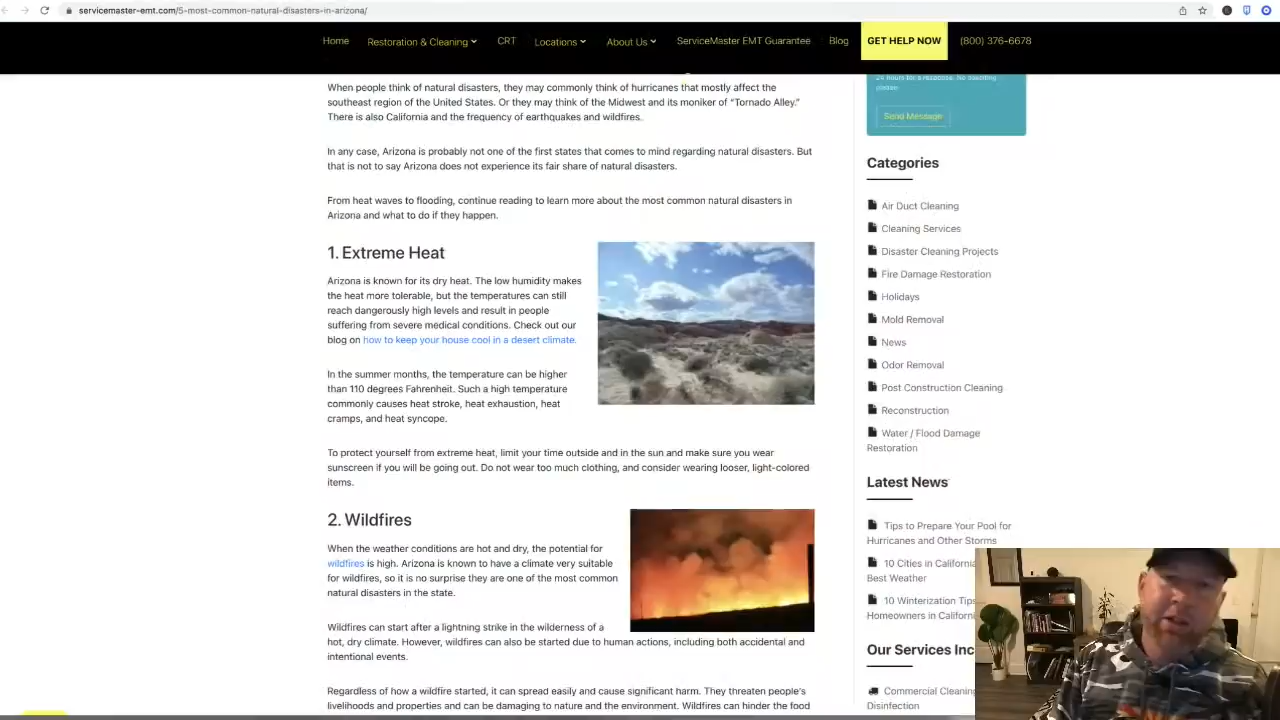 servicemaster-emt.com/5-most-common-natural-disasters-in-arizona/
Home Restoration & Cleaning CRT Locations About Us ServiceMaster EMT Guarantee Blog GET HELP NOW (800) 376-6678
When people think of natural disasters, they may commonly think of hurricanes that mostly affect the
southeast region of the United States. Or they may think of the Midwest and its moniker of “Tornado Alley.”
There is also California and the frequency of earthquakes and wildfires.
In any case, Arizona is probably not one of the first states that comes to mind regarding natural disasters. But
that is not to say Arizona does not experience its fair share of natural disasters.
From heat waves to flooding, continue reading to learn more about the most common natural disasters in
Arizona and what to do if they happen.
1. Extreme Heat
Arizona is known for its dry heat. The low humidity makes
the heat more tolerable, but the temperatures can still
reach dangerously high levels and result in people
suffering from severe medical conditions. Check out our
blog on how to keep your house cool in a desert climate.
In the summer months, the temperature can be higher
than 110 degrees Fahrenheit. Such a high temperature
commonly causes heat stroke, heat exhaustion, heat
cramps, and heat syncope.
To protect yourself from extreme heat, limit your time outside and in the sun and make sure you wear
sunscreen if you will be going out. Do not wear too much clothing, and consider wearing looser, light-colored
items.
2. Wildfires
When the weather conditions are hot and dry, the potential for
wildfires is high. Arizona is known to have a climate very suitable
for wildfires, so it is no surprise they are one of the most common
natural disasters in the state.
Wildfires can start after a lightning strike in the wilderness of a
hot, dry climate. However, wildfires can also be started due to human actions, including both accidental and
intentional events.
Regardless of how a wildfire started, it can spread easily and cause significant harm. They threaten people's
livelihoods and properties and can be damaging to nature and the environment. Wildfires can hinder the food
24 hours for a response. No soliciting
please.
Send Message
Categories
Air Duct Cleaning
Cleaning Services
Disaster Cleaning Projects
Fire Damage Restoration
Holidays
Mold Removal
News
Odor Removal
Post Construction Cleaning
Reconstruction
Water / Flood Damage
Restoration
Latest News
Tips to Prepare Your Pool for
Hurricanes and Other Storms
10 Cities in California
Best Weather
10 Winterization Tips
Homeowners in Californi
Our Services Inc
Commercial Cleaning
Disinfection